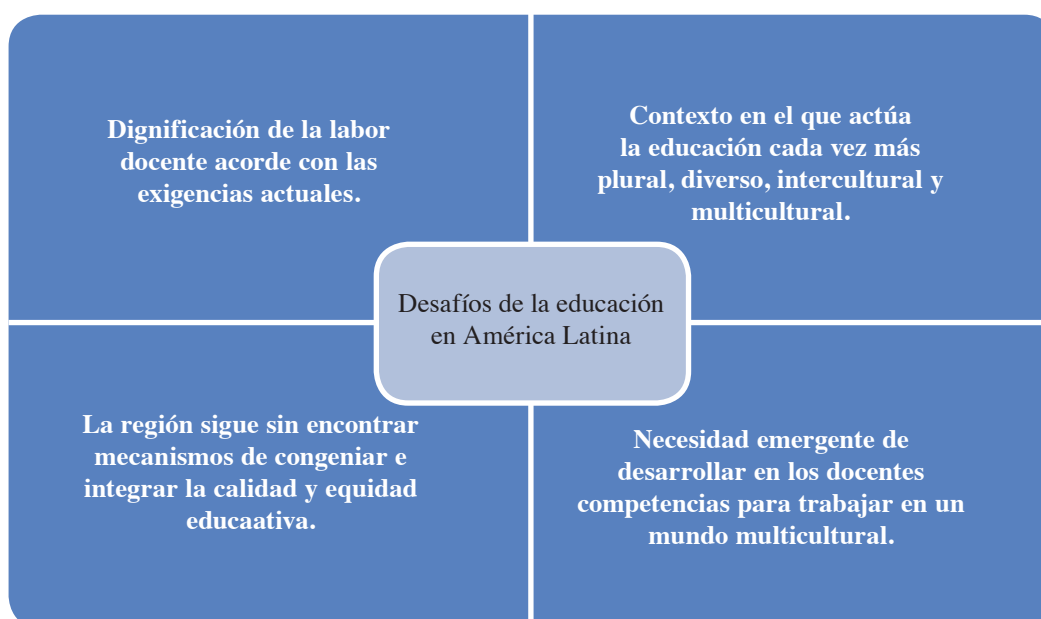 Dignificación de la labor
docente acorde con las
exigencias actuales.
Contexto en el que actúa
la educación cada vez más
plural, diverso, intercultural y
multicultural.
Desafíos de la educación
en América Latina
La región sigue sin encontrar
mecanismos de congeniar e
integrar la calidad y equidad
educaativa.
Necesidad emergente de
desarrollar en los docentes
competencias para trabajar en un
mundo multicultural.